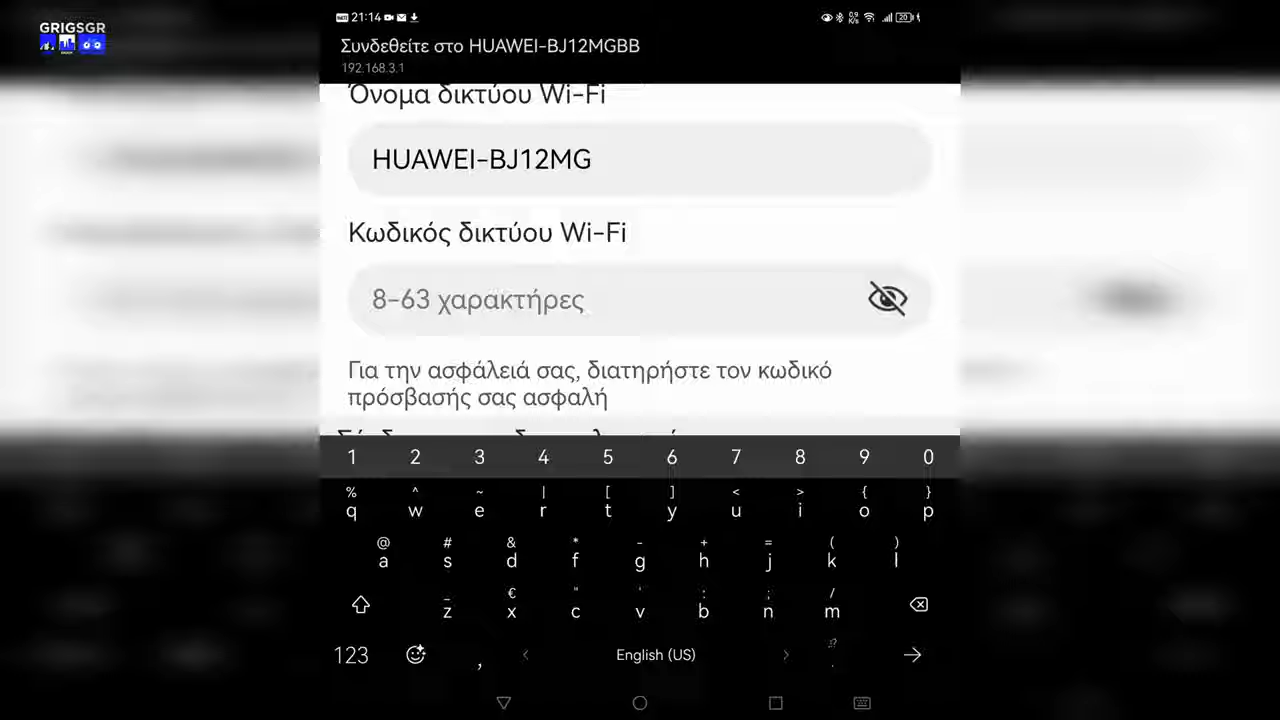 GRIGSGR
21:14
20
Συνδεθείτε στο HUAWEI-BJ12MGBB
192.168.3.1
Όνομα δικτύου Wi-Fi
HUAWEI-BJ12MG
Κωδικός δικτύου Wi-Fi
8-63 χαρακτήρες
Για την ασφάλειά σας, διατηρήστε τον κωδικό
πρόσβασής σας ασφαλή
1 2 3 4 5 6 7 8 9 0
% ^ ~ | [ ] < > { }
q w e r t y u i o p
@ # & * - + = ( )
a s d f g h j k l
_ € " ' : ; /
z x c v b n m
123 , < English (US) > .